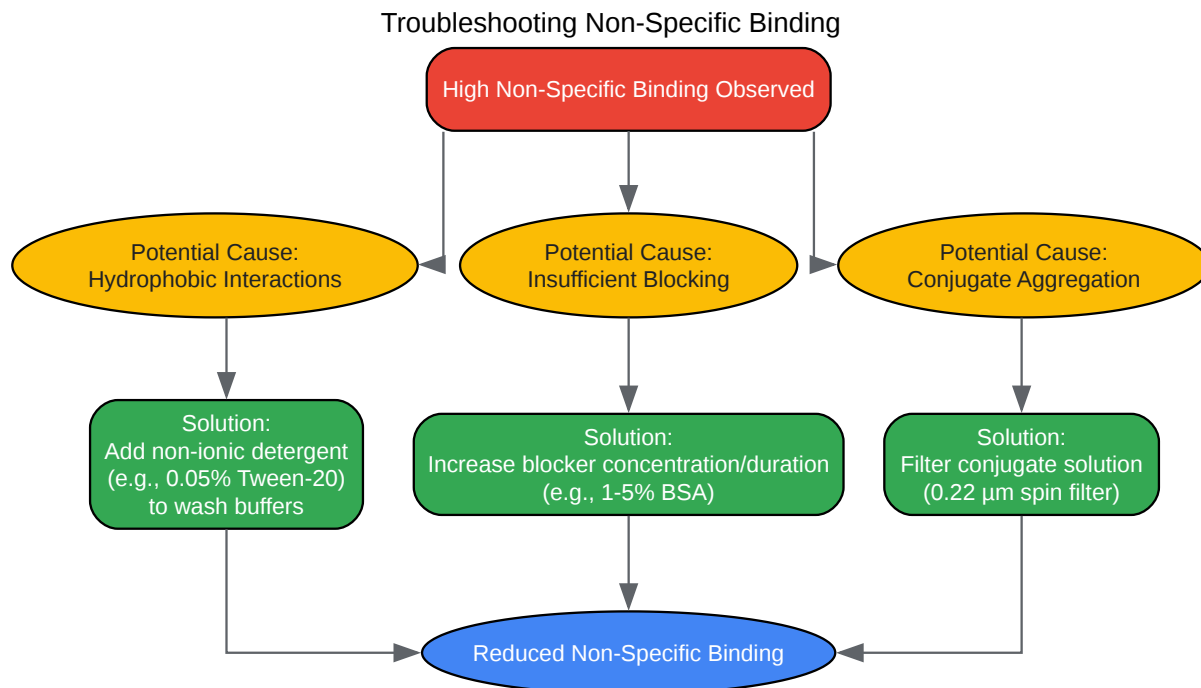 Troubleshooting Non-Specific Binding
High Non-Specific Binding Observed
Potential Cause:
Hydrophobic Interactions
Potential Cause:
Insufficient Blocking
Potential Cause:
Conjugate Aggregation
Solution:
Add non-ionic detergent
(e.g., 0.05% Tween-20)
to wash buffers
Solution:
Increase blocker concentration/duration
(e.g., 1-5% BSA)
Solution:
Filter conjugate solution
(0.22 µm spin filter)
Reduced Non-Specific Binding